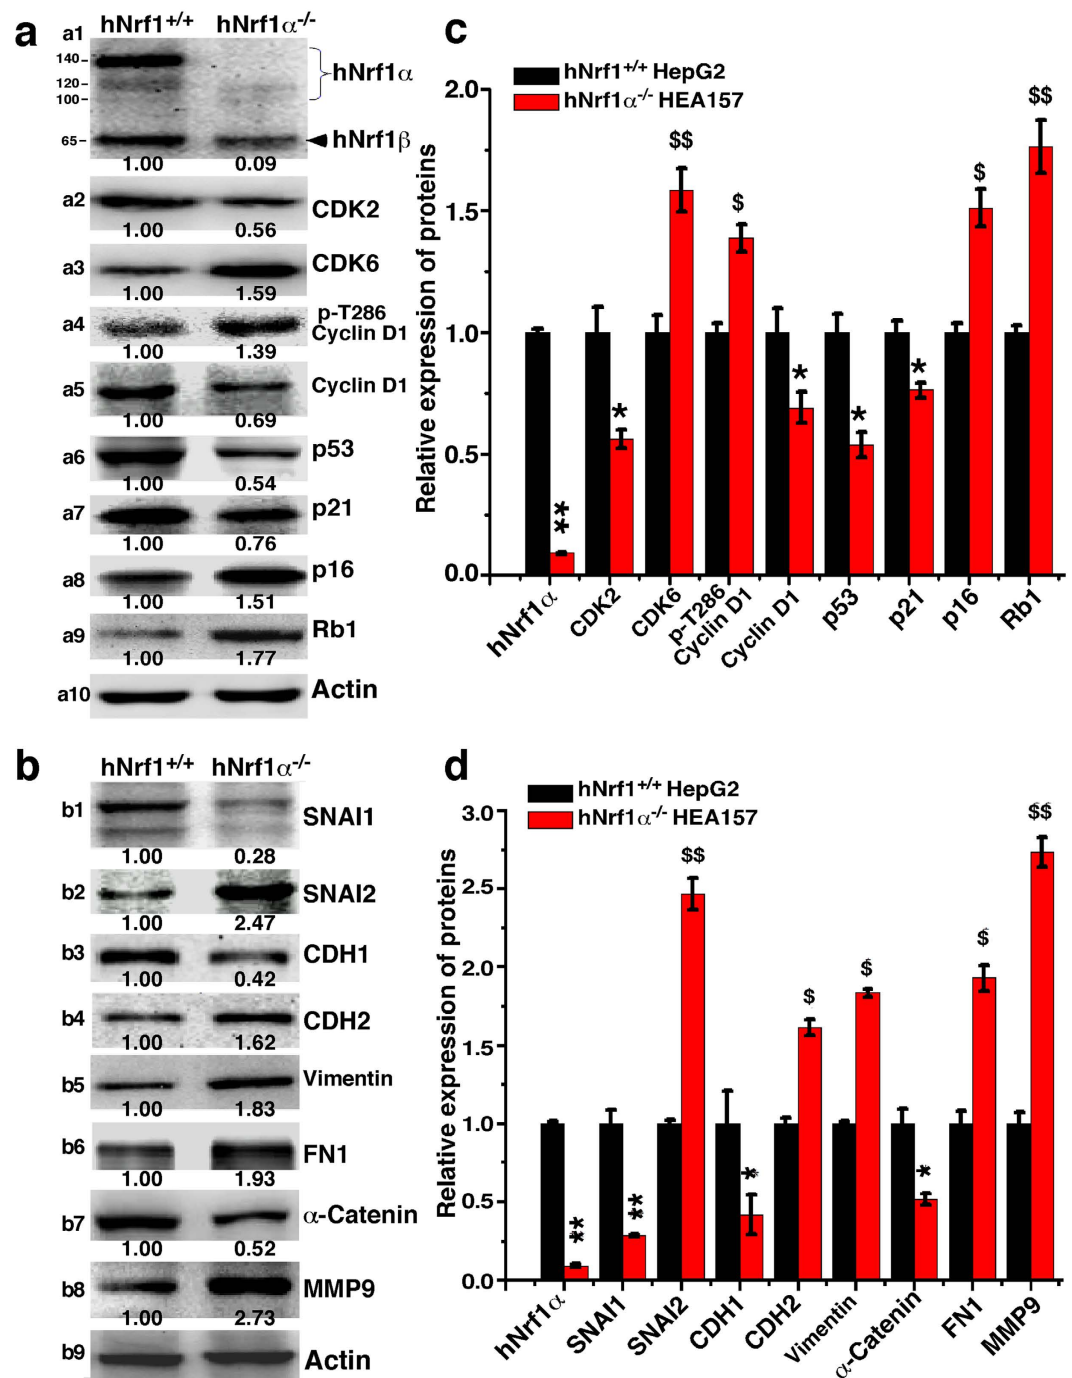 a
hNrf1+/+ hNrf1α-/-
a1
140
120
100
65
hNrf1α
hNrf1β
1.00 0.09
a2 CDK2
1.00 0.56
a3 CDK6
1.00 1.59
a4 p-T286
Cyclin D1
1.00 1.39
a5 Cyclin D1
1.00 0.69
a6 p53
1.00 0.54
a7 p21
1.00 0.76
a8 p16
1.00 1.51
a9 Rb1
1.00 1.77
a10 Actin
c
hNrf1+/+ HepG2
hNrf1α-/- HEA157
Relative expression of proteins
2.0
1.5
1.0
0.5
0.0
** * $$ $ * * * $ $$
hNrf1α
CDK2
CDK6
p-T286
Cyclin D1
Cyclin D1
p53
p21
p16
Rb1
b
hNrf1+/+ hNrf1α-/-
b1 SNAI1
1.00 0.28
b2 SNAI2
1.00 2.47
b3 CDH1
1.00 0.42
b4 CDH2
1.00 1.62
b5 Vimentin
1.00 1.83
b6 FN1
1.00 1.93
b7 α-Catenin
1.00 0.52
b8 MMP9
1.00 2.73
b9 Actin
d
hNrf1+/+ HepG2
hNrf1α-/- HEA157
Relative expression of proteins
3.0
2.5
2.0
1.5
1.0
0.5
0.0
** ** $$ * $ $ * $ $$
hNrf1α
SNAI1
SNAI2
CDH1
CDH2
Vimentin
α-Catenin
FN1
MMP9